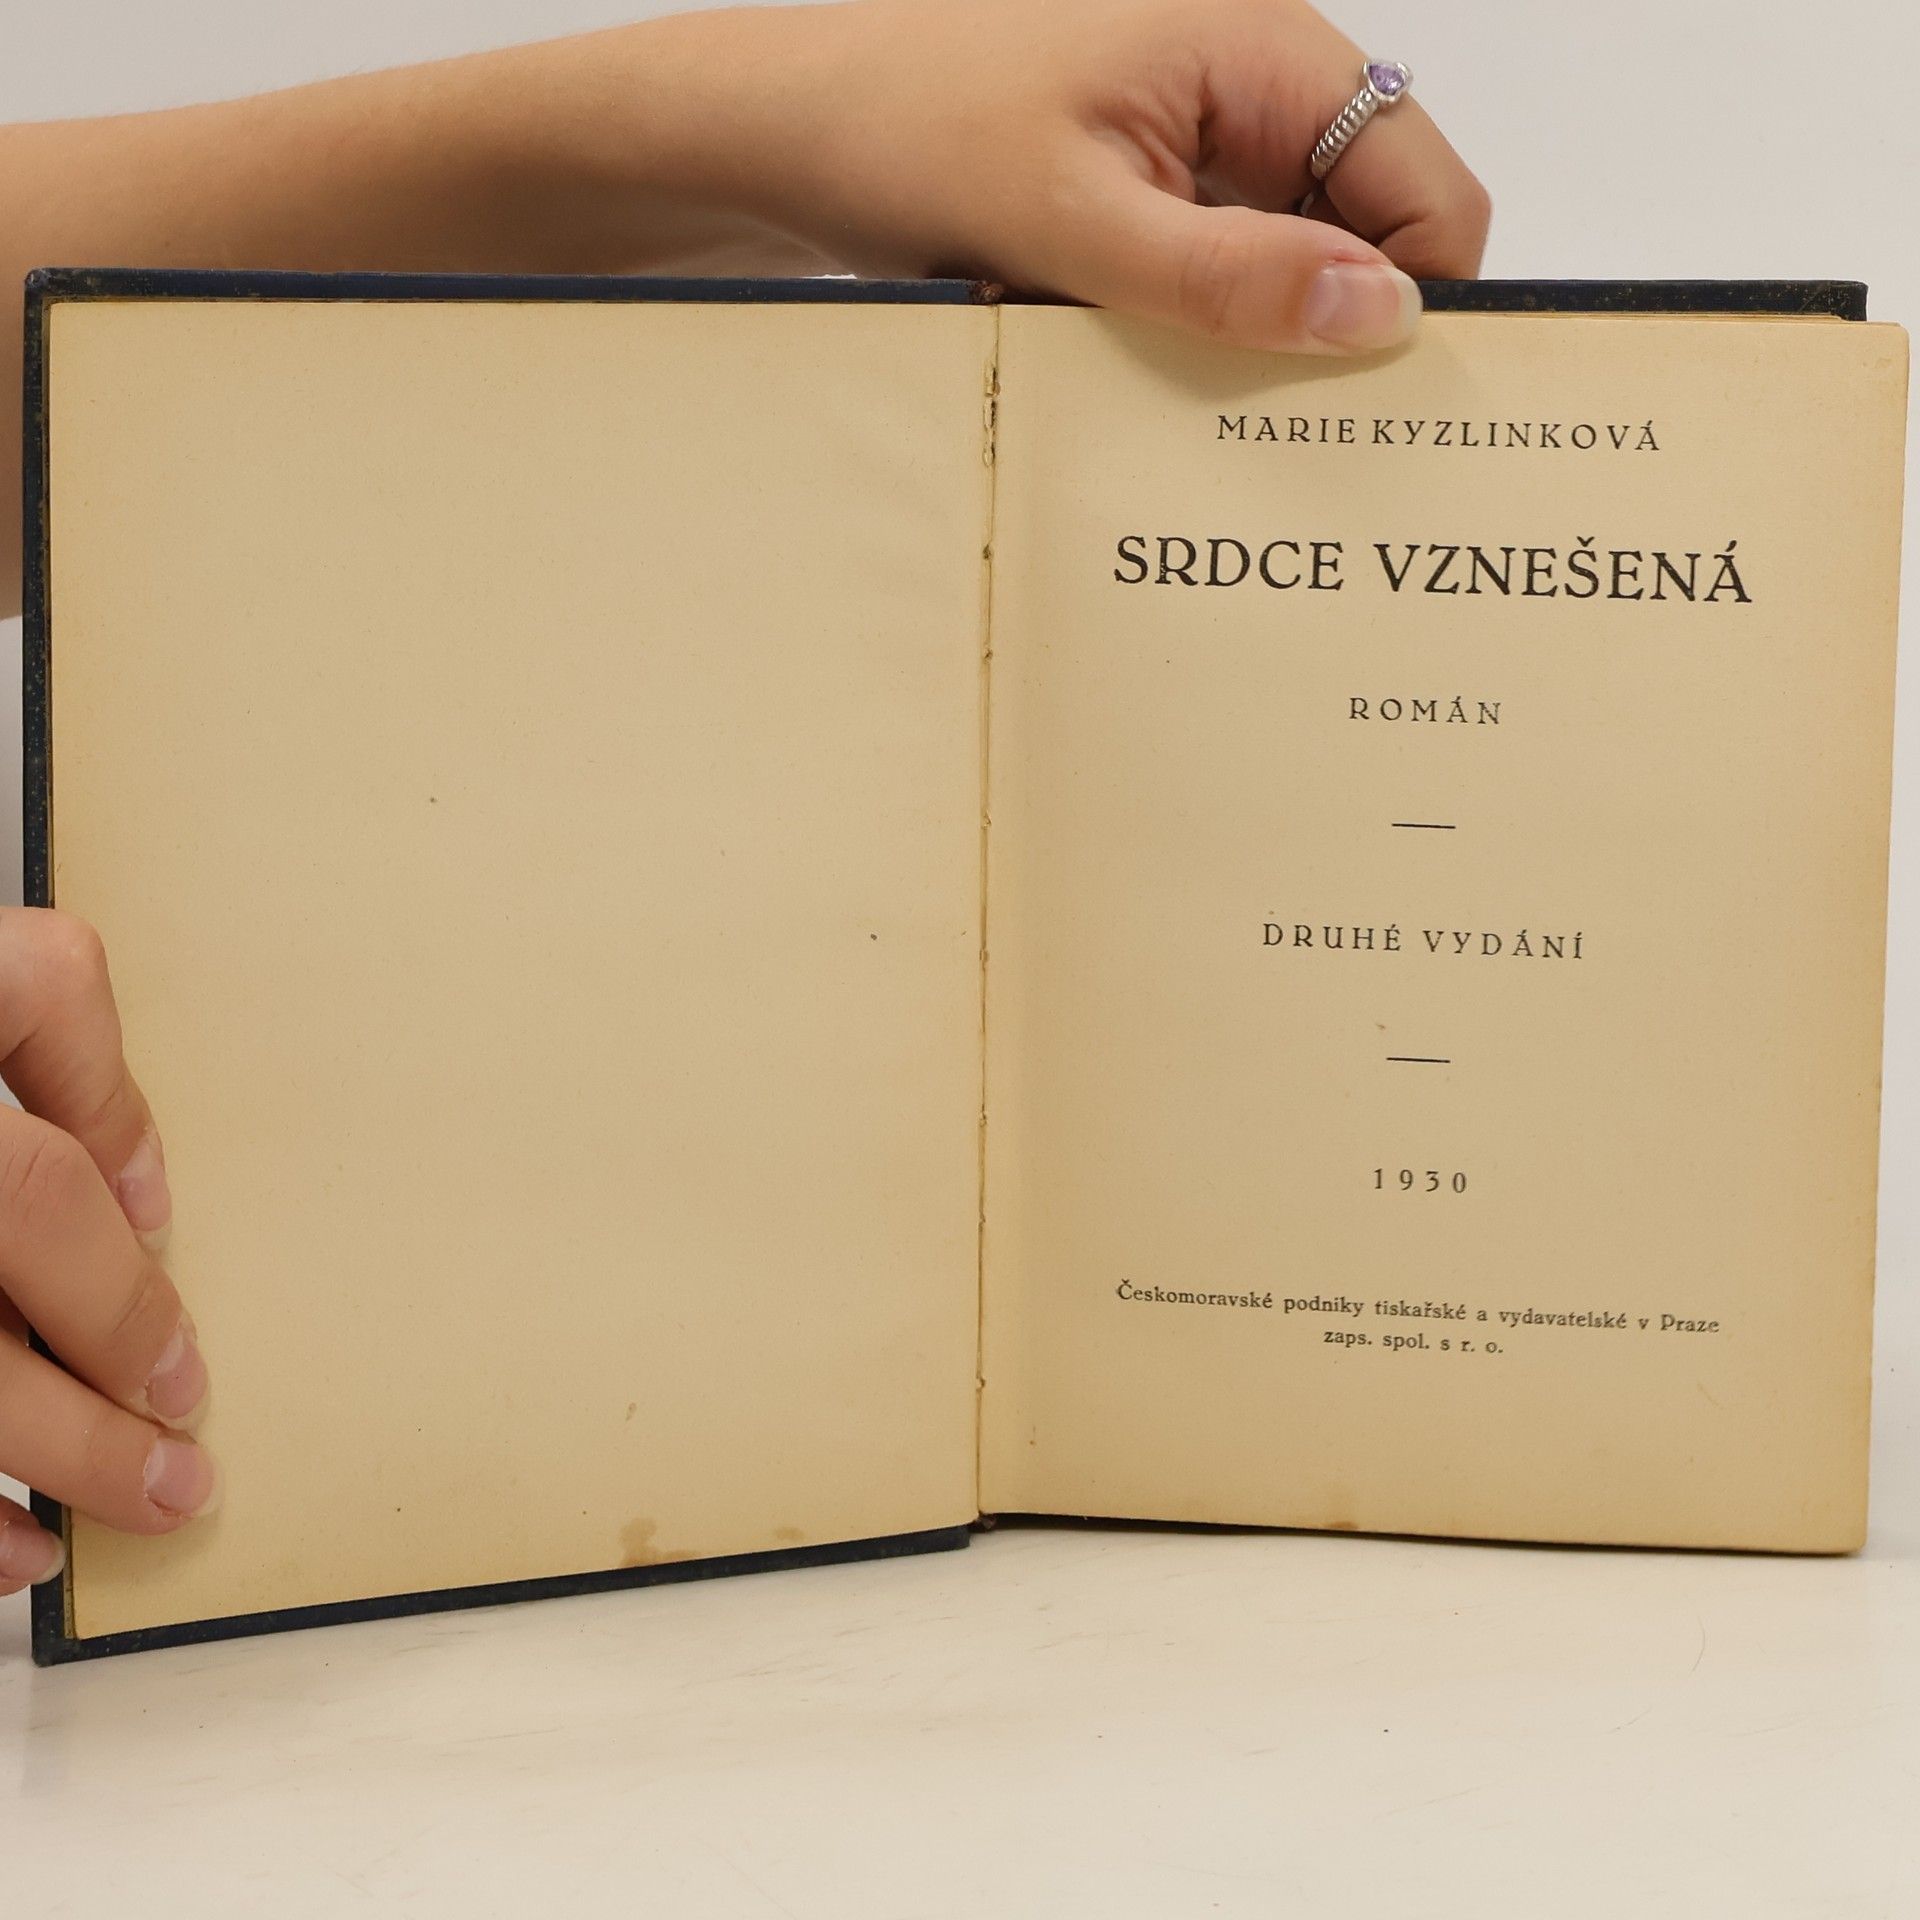 MARIE KYZLINKOVÁ
SRDCE VZNEŠENÁ
ROMÁN
DRUHÉ VYDÁNÍ
1930
Českomoravské podniky tiskařské a vydavatelské v Praze
zaps. spol. s r. o.